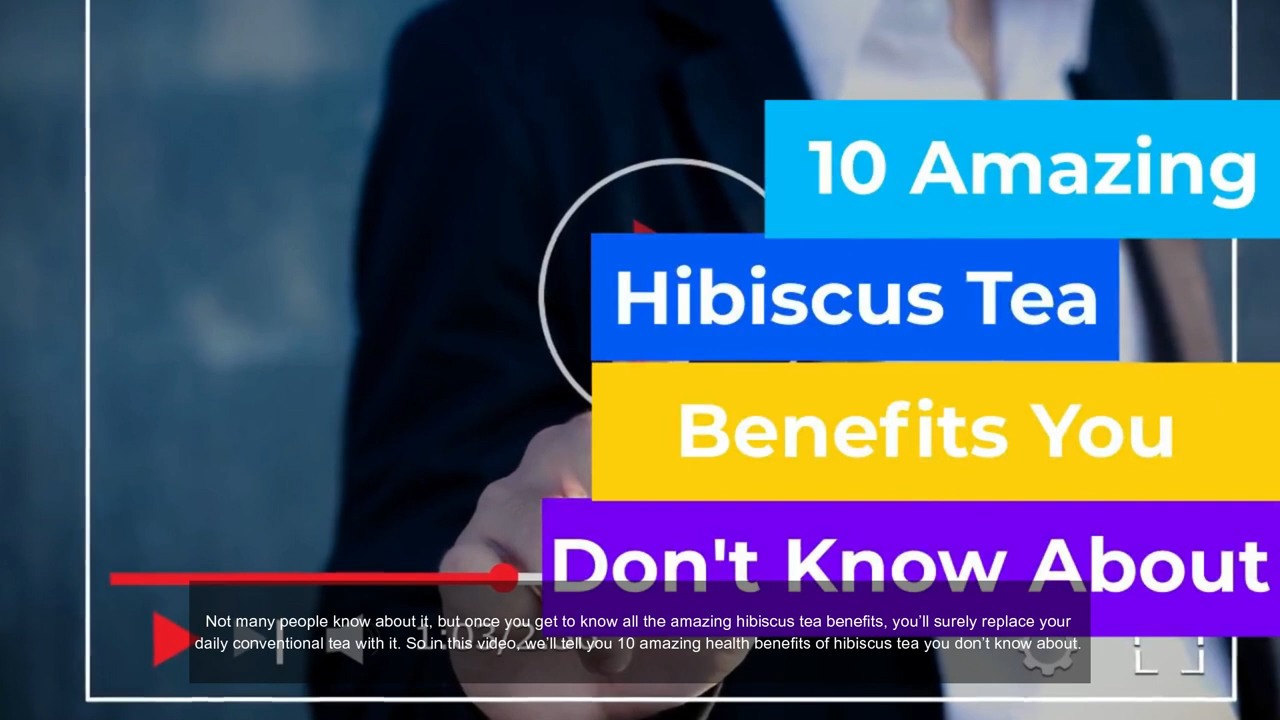 10 Amazing
Hibiscus Tea
Benefits You
Don't Know About
Not many people know about it, but once you get to know all the amazing hibiscus tea benefits, you’ll surely replace your
daily conventional tea with it. So in this video, we’ll tell you 10 amazing health benefits of hibiscus tea you don’t know about.